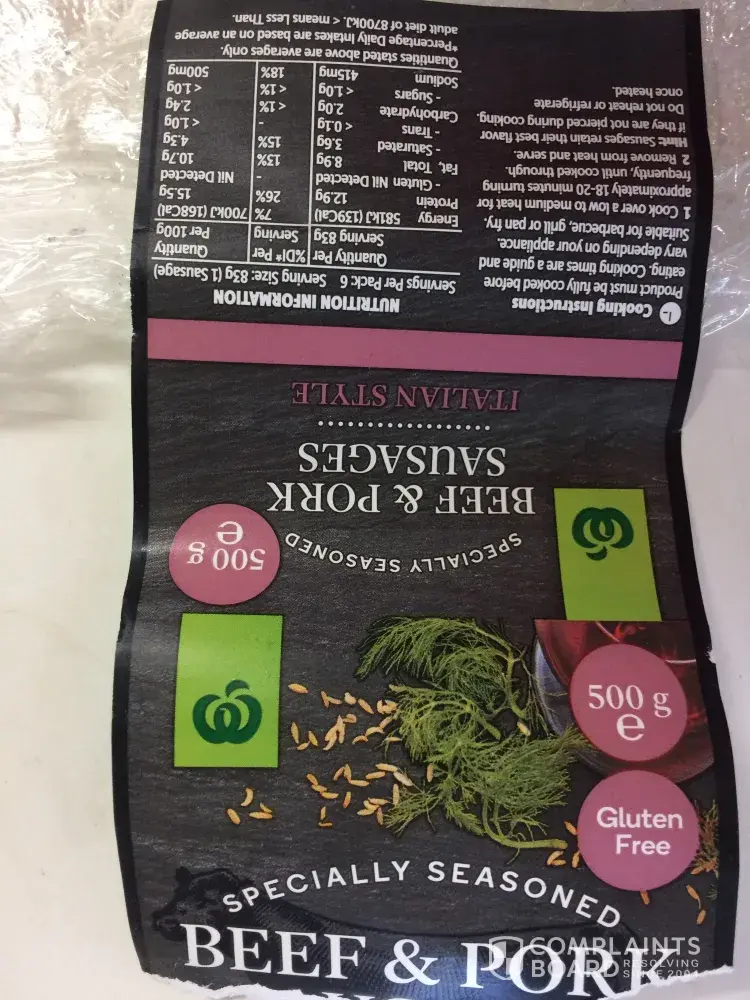 Cooking Instructions
Product must be fully cooked before
eating. Cooking times are a guide and
vary depending on your appliance.
Suitable for barbecue, grill or pan fry.
1 Cook over a low to medium heat for
approximately 18-20 minutes turning
frequently, until cooked through.
2 Remove from heat and serve.
Hint: Sausages retain their best flavor
if they are not pierced during cooking.
Do not reheat or refrigerate
once heated.
NUTRITION INFORMATION
Servings Per Pack: 6 Serving Size: 83g (1 Sausage)
Quantity Per Serving 83g %DI* Per Serving Quantity Per 100g
Energy 581kJ (139Cal) 7% 700kJ (168Cal)
Protein 12.9g 26% 15.5g
- Gluten Nil Detected - Nil Detected
Fat, Total 8.9g 13% 10.7g
- Saturated 3.6g 15% 4.3g
- Trans <0.1g - <1.0g
Carbohydrate 2.0g <1% 2.4g
- Sugars <1.0g <1% <1.0g
Sodium 415mg 18% 500mg
Quantities stated above are averages only.
*Percentage Daily Intakes are based on an average
adult diet of 8700kJ. < means Less Than.
ITALIAN STYLE
SPECIALLY SEASONED
BEEF & PORK
SAUSAGES
500 g
e
500 g
e
Gluten
Free
SPECIALLY SEASONED
BEEF & PORK
COMPLAINTS
BOARD
RESOLVING
SINCE 2004